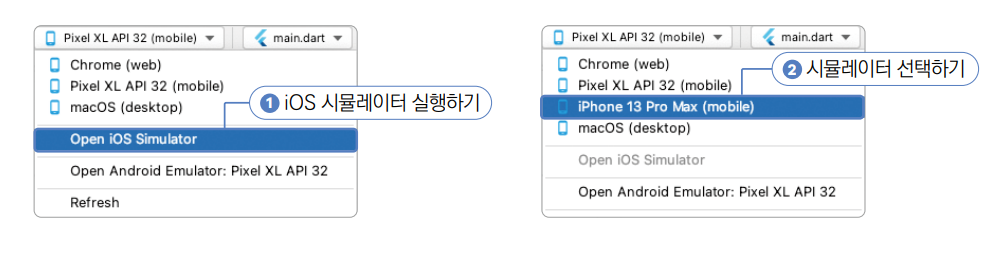 Pixel XL API 32 (mobile)
main.dart
Chrome (web)
Pixel XL API 32 (mobile)
macOS (desktop)
1 iOS 시뮬레이터 실행하기
Open iOS Simulator
Open Android Emulator: Pixel XL API 32
Refresh
Pixel XL API 32 (mobile)
main.dart
Chrome (web)
2 시뮬레이터 선택하기
Pixel XL API 32 (mobile)
iPhone 13 Pro Max (mobile)
macOS (desktop)
Open iOS Simulator
Open Android Emulator: Pixel XL API 32